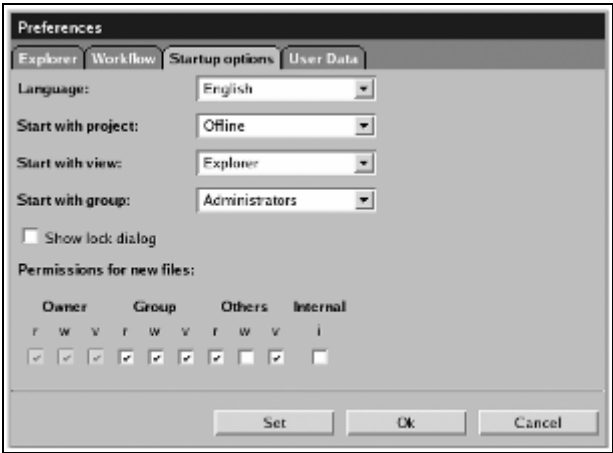 Preferences
Explorer Workflow Startup options User Data
Language: English
Start with project: Offline
Start with view: Explorer
Start with group: Administrators
Show lock dialog
Permissions for new files:
Owner Group Others Internal
r w v r w v r w v i
Set Ok Cancel